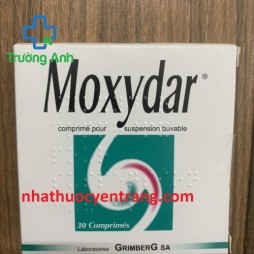 Trường Anh
Moxydar®
comprimé pour suspension buvable
nhathuocyentrang.com
30 Comprimés
Laboratoires GRIMBERG SA